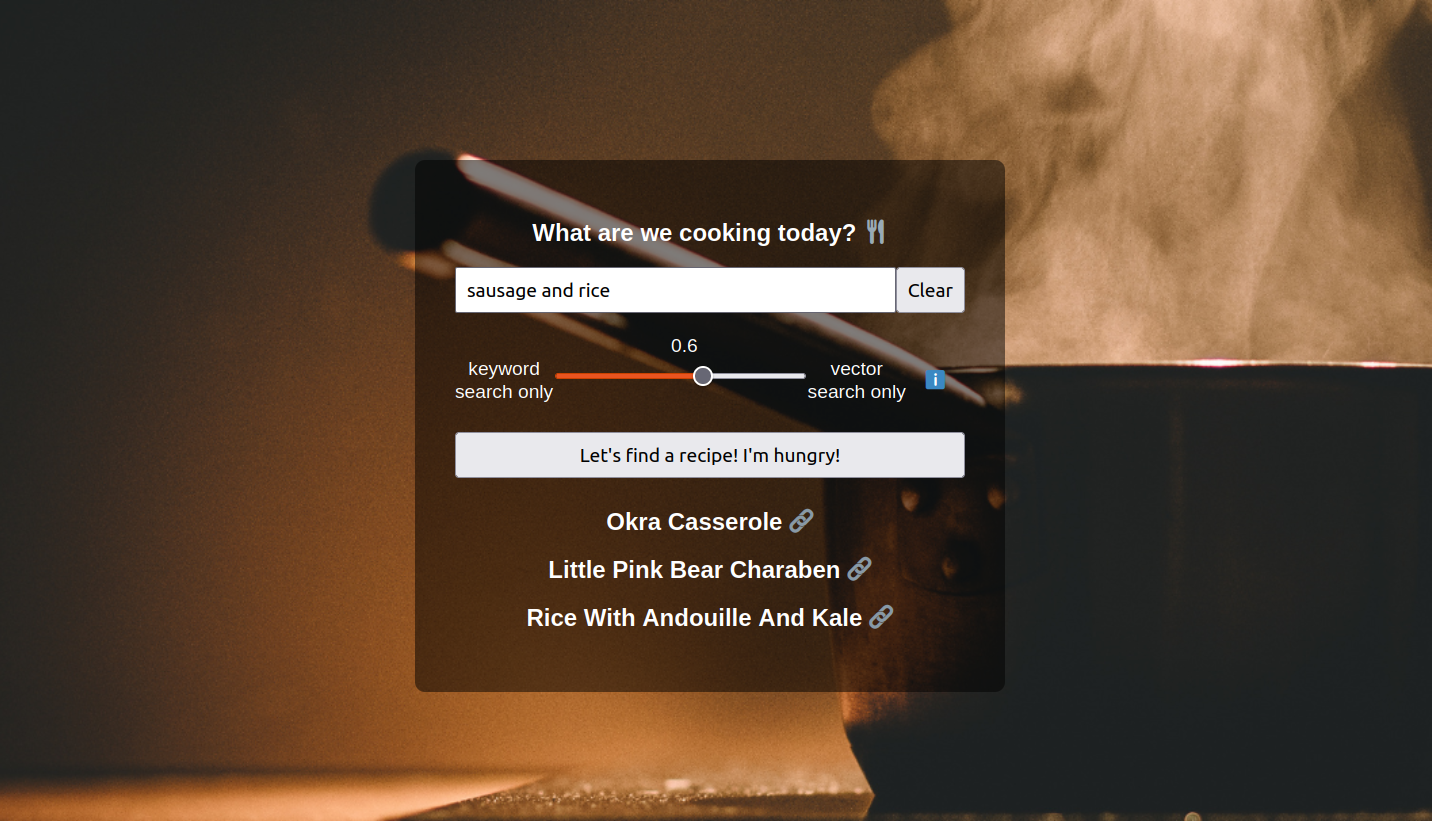 What are we cooking today? 🍴
sausage and rice
Clear
0.6
keyword
search only
vector
search only
ℹ️
Let's find a recipe! I'm hungry!
Okra Casserole 🔗
Little Pink Bear Charaben 🔗
Rice With Andouille And Kale 🔗